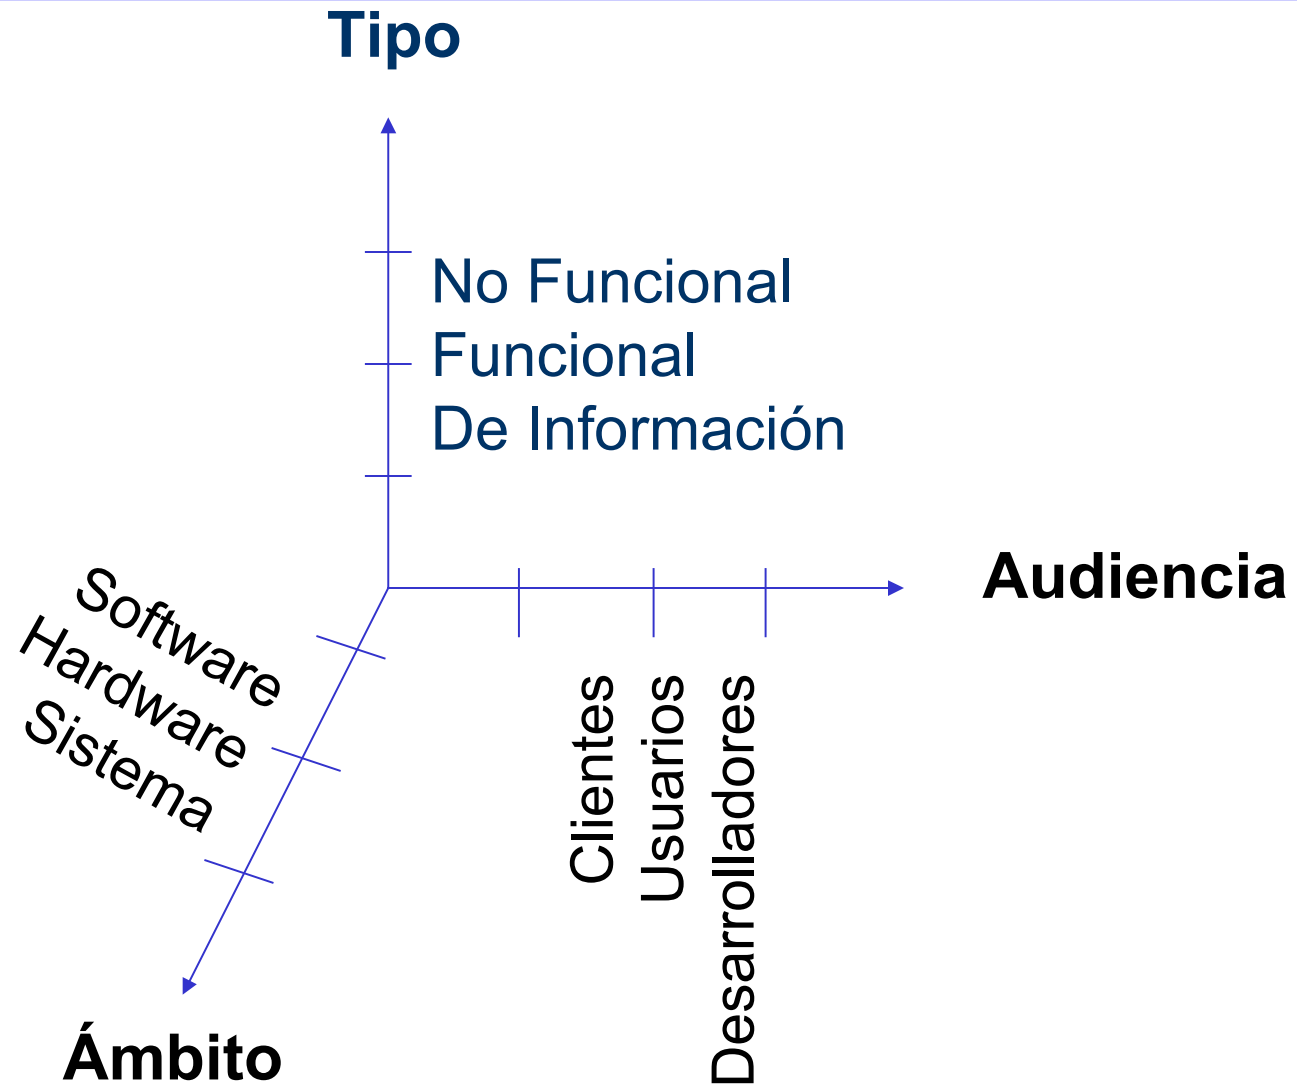 Tipo
No Funcional
Funcional
De Información
Audiencia
Software
Hardware
Sistema
Clientes
Usuarios
Desarrolladores
Ámbito